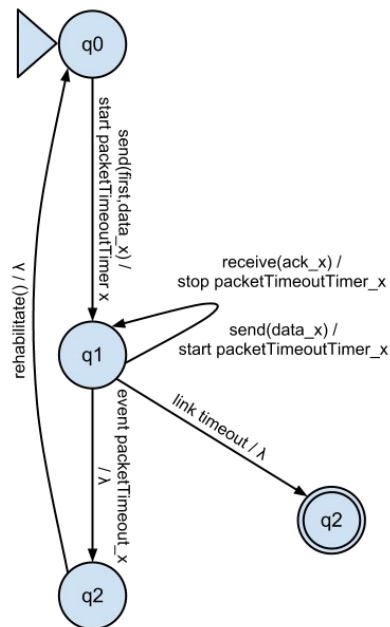 q0
send(first,data_x) /
start packetTimeoutTimer x
rehabilitate() / λ
receive(ack_x) /
stop packetTimeoutTimer_x
send(data_x) /
start packetTimeoutTimer_x
q1
link timeout / λ
event packetTimeout_x
/ λ
q2
q2